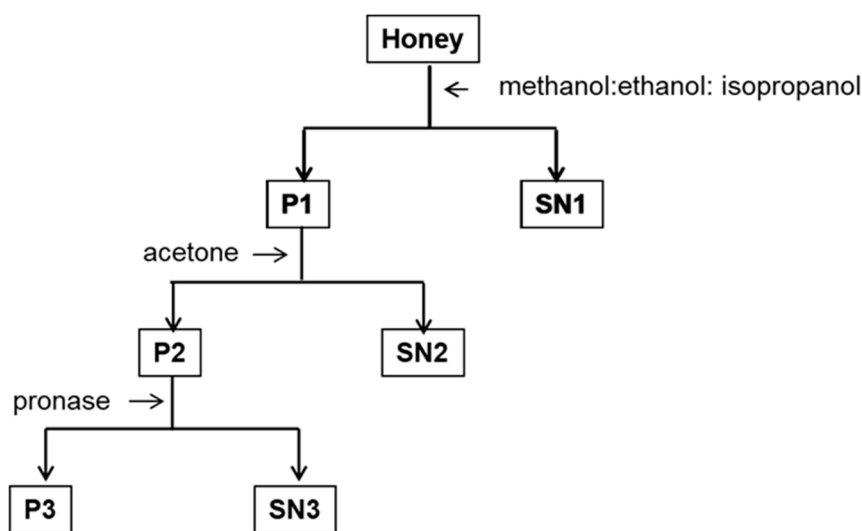 Honey
methanol:ethanol: isopropanol
P1
SN1
acetone
P2
SN2
pronase
P3
SN3